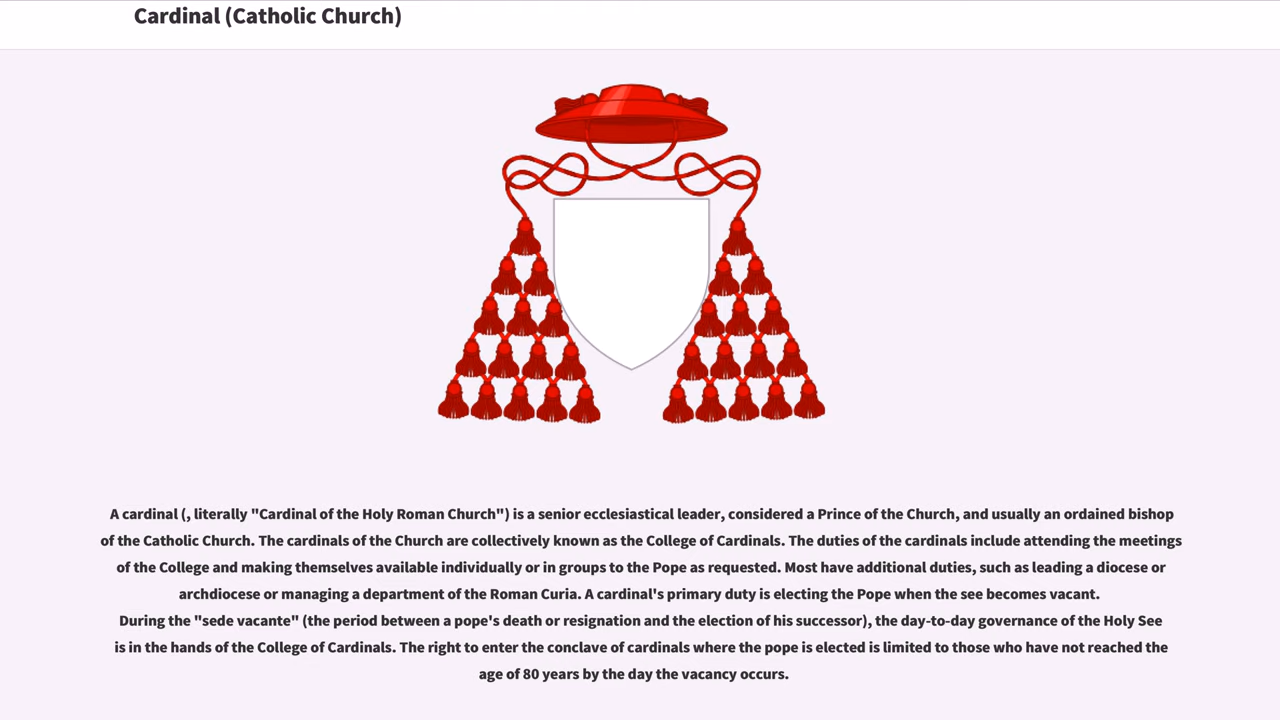 Cardinal (Catholic Church)
A cardinal (, literally "Cardinal of the Holy Roman Church") is a senior ecclesiastical leader, considered a Prince of the Church, and usually an ordained bishop
of the Catholic Church. The cardinals of the Church are collectively known as the College of Cardinals. The duties of the cardinals include attending the meetings
of the College and making themselves available individually or in groups to the Pope as requested. Most have additional duties, such as leading a diocese or
archdiocese or managing a department of the Roman Curia. A cardinal's primary duty is electing the Pope when the see becomes vacant.
During the "sede vacante" (the period between a pope's death or resignation and the election of his successor), the day-to-day governance of the Holy See
is in the hands of the College of Cardinals. The right to enter the conclave of cardinals where the pope is elected is limited to those who have not reached the
age of 80 years by the day the vacancy occurs.